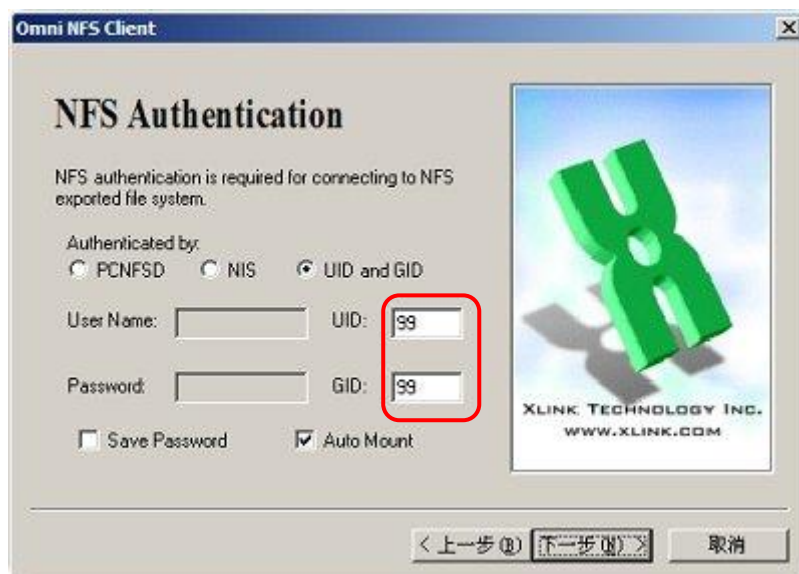 Omni NFS Client
NFS Authentication
NFS authentication is required for connecting to NFS
exported file system.
Authenticated by:
PCNFSD NIS UID and GID
User Name: UID: 99
Password: GID: 99
Save Password Auto Mount
XLINK TECHNOLOGY INC.
WWW.XLINK.COM
< 上一步(B) 下一步(N) > 取消